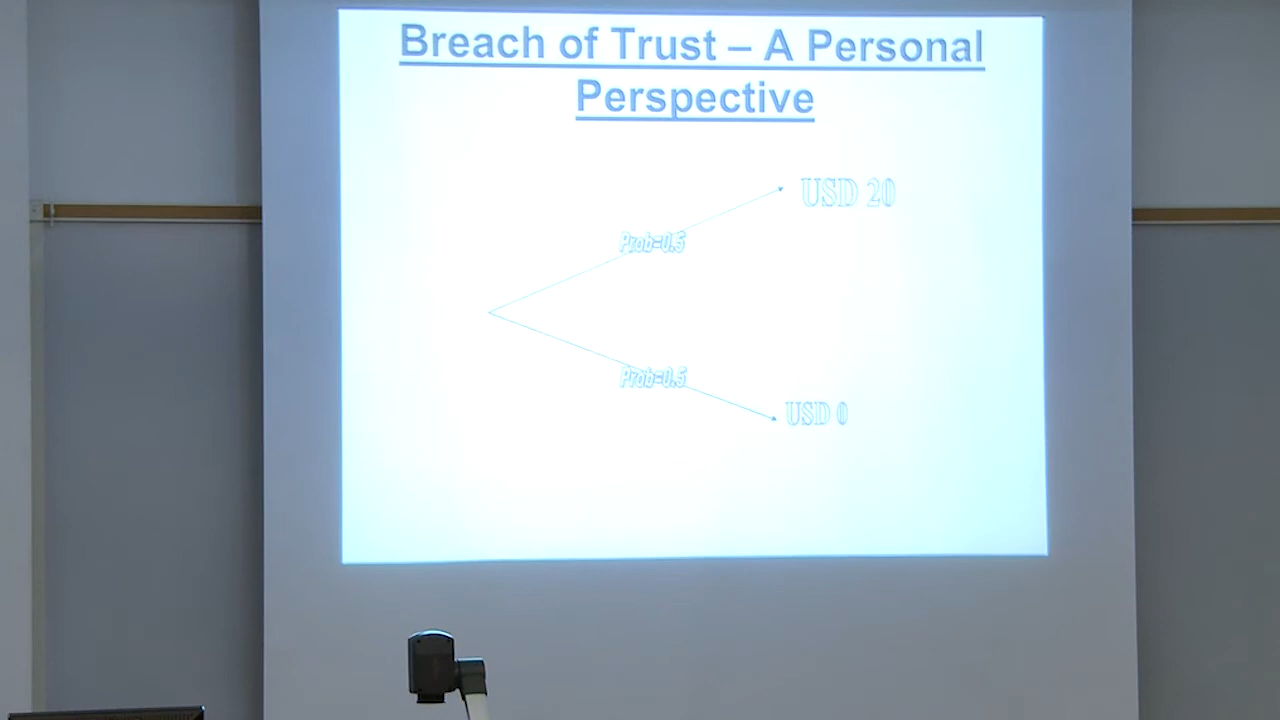 Breach of Trust – A Personal
Perspective
USD 20
Prob=0.5
Prob=0.5
USD 0